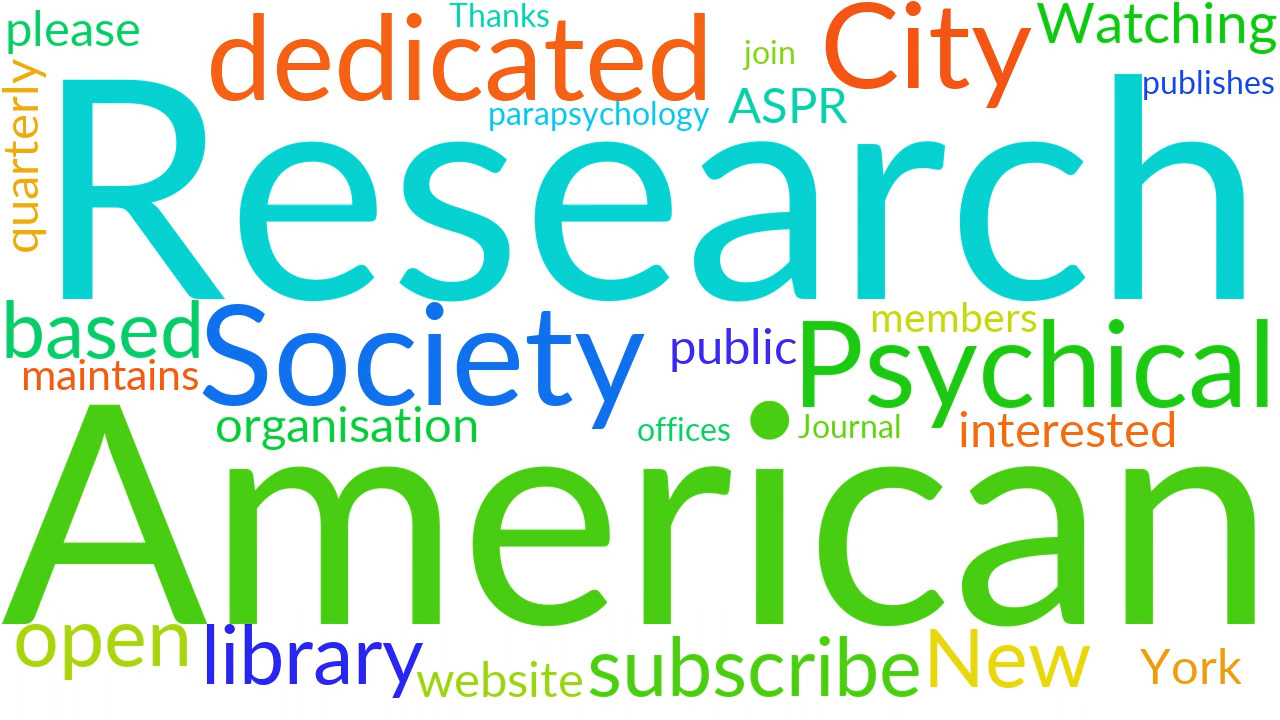 please
Thanks
dedicated
City
Watching
join
publishes
quarterly
parapsychology
ASPR
Research
based
Society
members
public
Psychical
maintains
organisation
offices
Journal
interested
American
open
library
website
subscribe
New
York